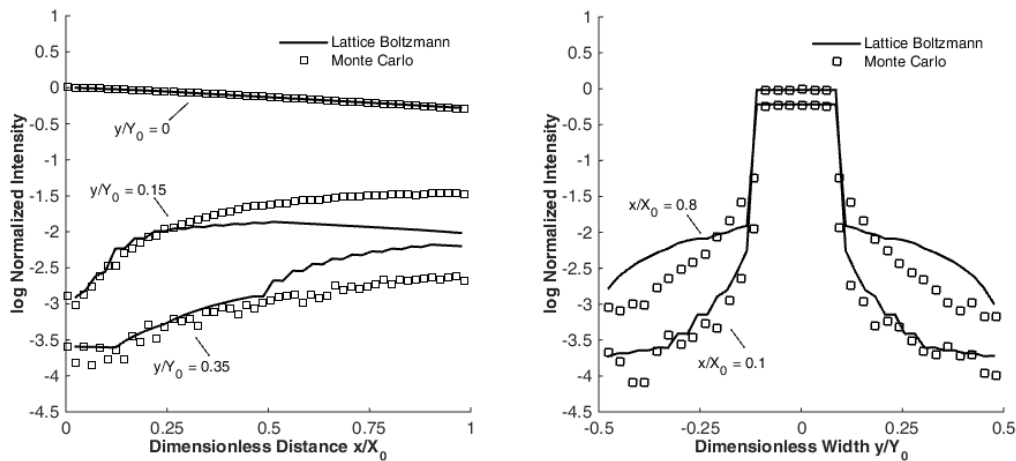 1
0.5
0
-0.5
-1
-1.5
-2
-2.5
-3
-3.5
-4
-4.5
log Normalized Intensity
Lattice Boltzmann
Monte Carlo
y/Y0 = 0
y/Y0 = 0.15
y/Y0 = 0.35
0 0.25 0.5 0.75 1
Dimensionless Distance x/X0
1
0.5
0
-0.5
-1
-1.5
-2
-2.5
-3
-3.5
-4
-4.5
log Normalized Intensity
Lattice Boltzmann
Monte Carlo
x/X0 = 0.8
x/X0 = 0.1
-0.5 -0.25 0 0.25 0.5
Dimensionless Width y/Y0